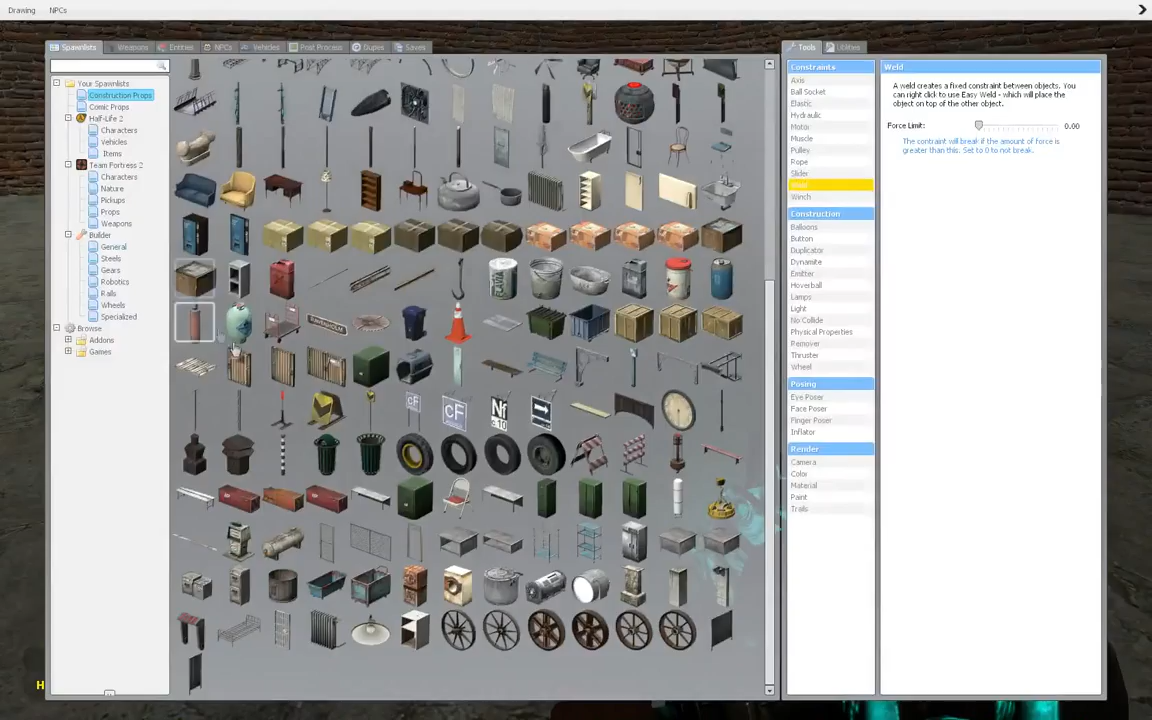 Drawing NPCs
Spawnlists Weapons Entities NPCs Vehicles Post Process Dupes Saves
Your Spawnlists
Construction Props
Comic Props
Half-Life 2
Characters
Vehicles
Items
Team Fortress 2
Characters
Nature
Pickups
Props
Weapons
Builder
General
Steels
Gears
Robotics
Rails
Wheels
Specialized
Browse
Addons
Games
RAVENHOLM
cF
cF
Nf
Tools Utilities
Constraints
Axis
Ball Socket
Elastic
Hydraulic
Motor
Muscle
Pulley
Rope
Slider
Weld
Winch
Construction
Balloons
Button
Duplicator
Dynamite
Emitter
Hoverball
Lamps
Light
No Collide
Physical Properties
Remover
Thruster
Wheel
Posing
Eye Poser
Face Poser
Finger Poser
Inflator
Render
Camera
Color
Material
Paint
Trails
Weld
A weld creates a fixed constraint between objects. You
can right click to use Easy Weld - which will place the
object on top of the other object.
Force Limit: 0.00
The contraint will break if the amount of force is
greater than this. Set to 0 to not break.
H